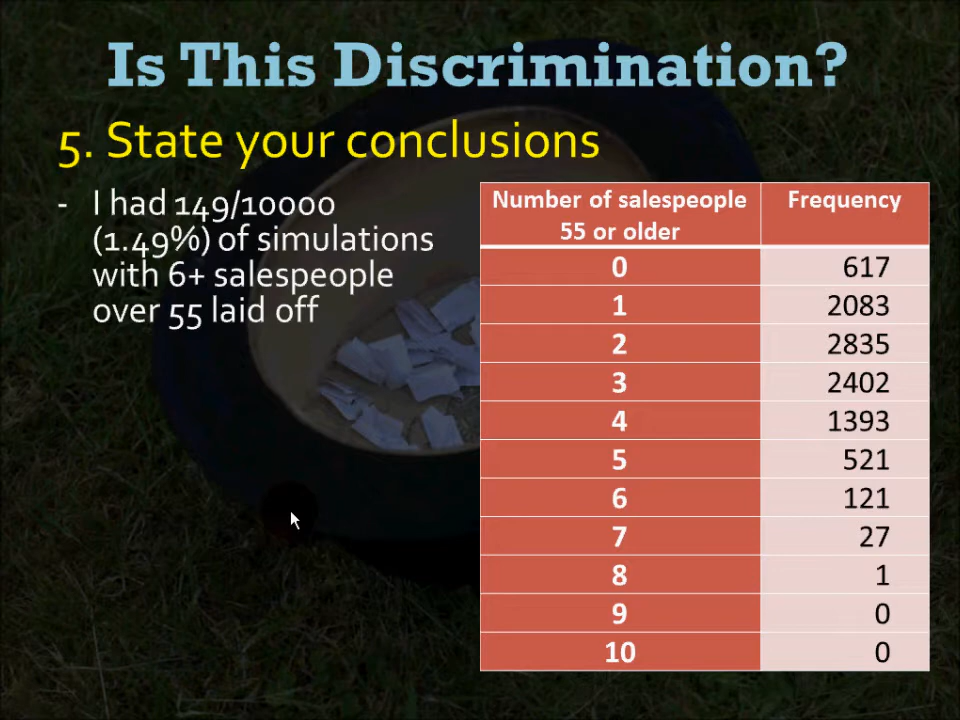 Is This Discrimination?
5. State your conclusions
- I had 149/10000
(1.49%) of simulations
with 6+ salespeople
over 55 laid off
Number of salespeople
55 or older
Frequency
0 617
1 2083
2 2835
3 2402
4 1393
5 521
6 121
7 27
8 1
9 0
10 0